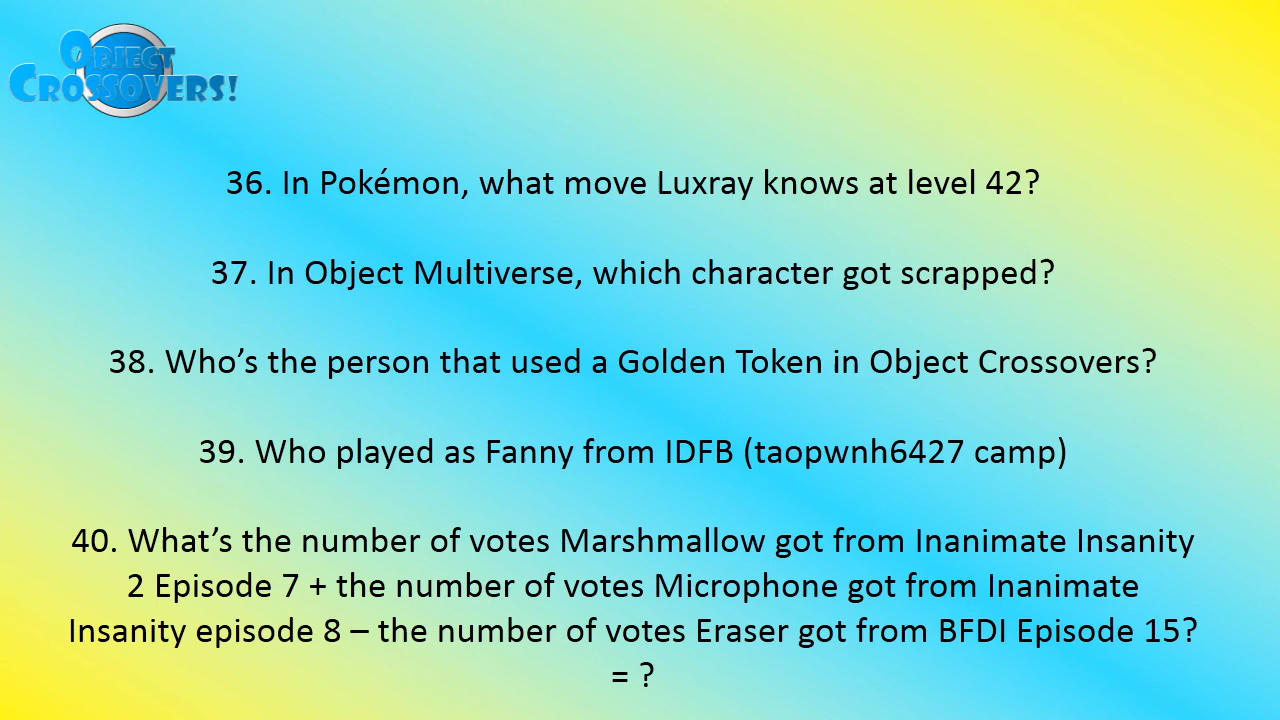 OBJECT
CROSSOVERS!
36. In Pokémon, what move Luxray knows at level 42?
37. In Object Multiverse, which character got scrapped?
38. Who’s the person that used a Golden Token in Object Crossovers?
39. Who played as Fanny from IDFB (taopwnh6427 camp)
40. What’s the number of votes Marshmallow got from Inanimate Insanity
2 Episode 7 + the number of votes Microphone got from Inanimate
Insanity episode 8 – the number of votes Eraser got from BFDI Episode 15?
= ?